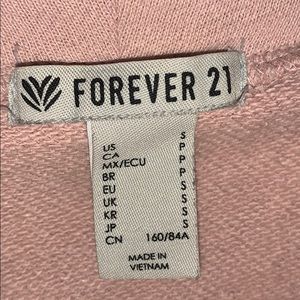 FOREVER 21
US S
CA P
MX/ECU P
BR P
EU S
UK S
KR S
JP S
CN 160/84A
MADE IN
VIETNAM